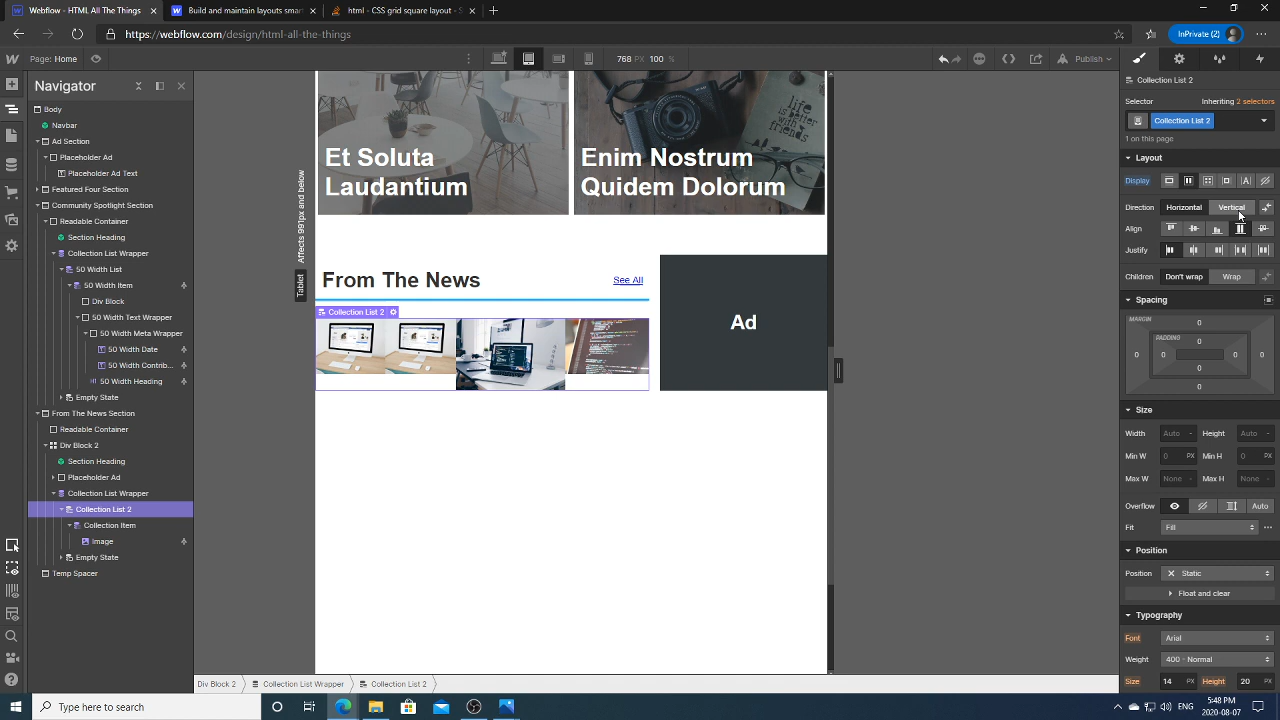 Webflow - HTML All The Things
Build and maintain layouts smar
html - CSS grid square layout - S
https://webflow.com/design/html-all-the-things
InPrivate (2)
Page: Home
768 PX 100 %
Publish
Navigator
Body
Navbar
Ad Section
Placeholder Ad
Placeholder Ad Text
Featured Four Section
Community Spotlight Section
Readable Container
Section Heading
Collection List Wrapper
50 Width List
50 Width Item
Div Block
50 Width Text Wrapper
50 Width Meta Wrapper
50 Width Date
50 Width Contrib...
50 Width Heading
Empty State
From The News Section
Readable Container
Div Block 2
Section Heading
Placeholder Ad
Collection List Wrapper
Collection List 2
Collection Item
Image
Empty State
Temp Spacer
Affects 991px and below
Tablet
Et Soluta
Laudantium
life is
better with
friends
Enim Nostrum
Quidem Dolorum
From The News
See All
Collection List 2
Ad
Div Block 2
Collection List Wrapper
Collection List 2
Collection List 2
Selector
Inheriting 2 selectors
Collection List 2
1 on this page
Layout
Display
Direction
Horizontal
Vertical
Align
Justify
Children
Don't wrap
Wrap
Spacing
MARGIN
0
PADDING
0
0 0 0 0
0
0
Size
Width Auto - Height Auto -
Min W 0 PX Min H 0 PX
Max W None - Max H None -
Overflow
Auto
Fit
Fill
Position
Position
Static
Float and clear
Typography
Font
Arial
Weight
400 - Normal
Size 14 PX Height 20 PX
Type here to search
ENG
5:48 PM
2020-08-07